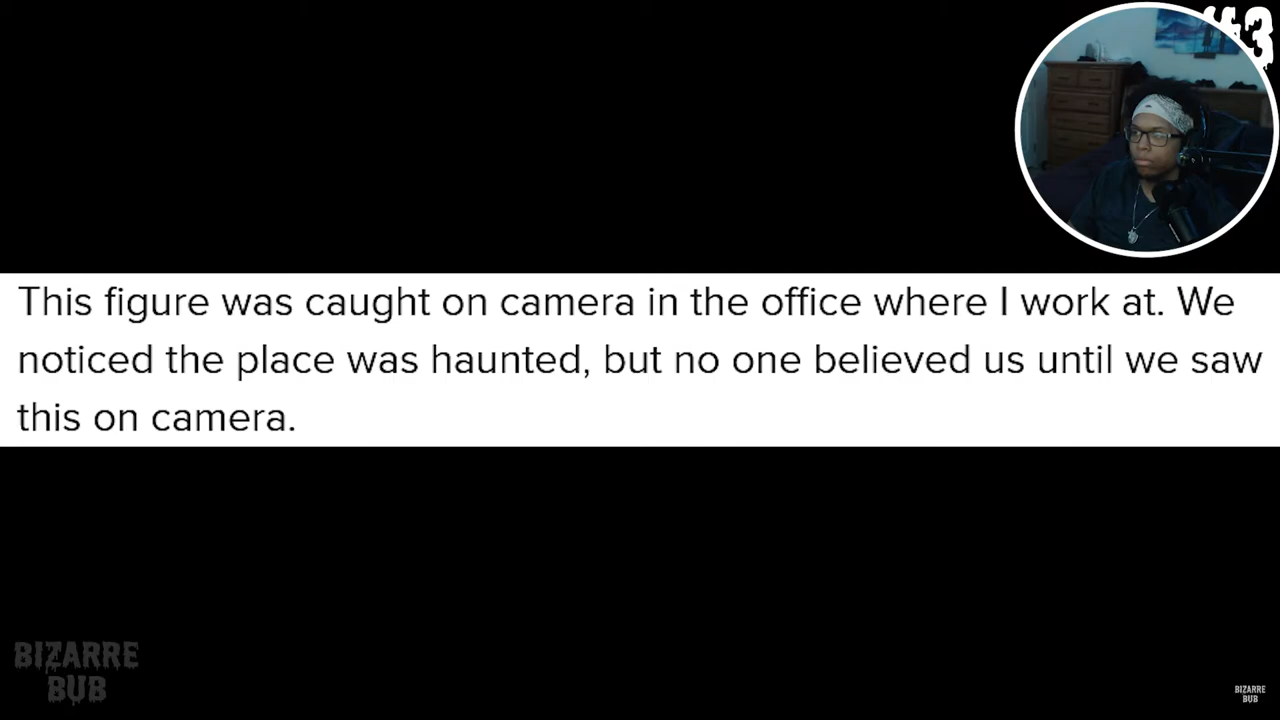 #3
This figure was caught on camera in the office where I work at. We
noticed the place was haunted, but no one believed us until we saw
this on camera.
BIZARRE
BUB
BIZARRE
BUB